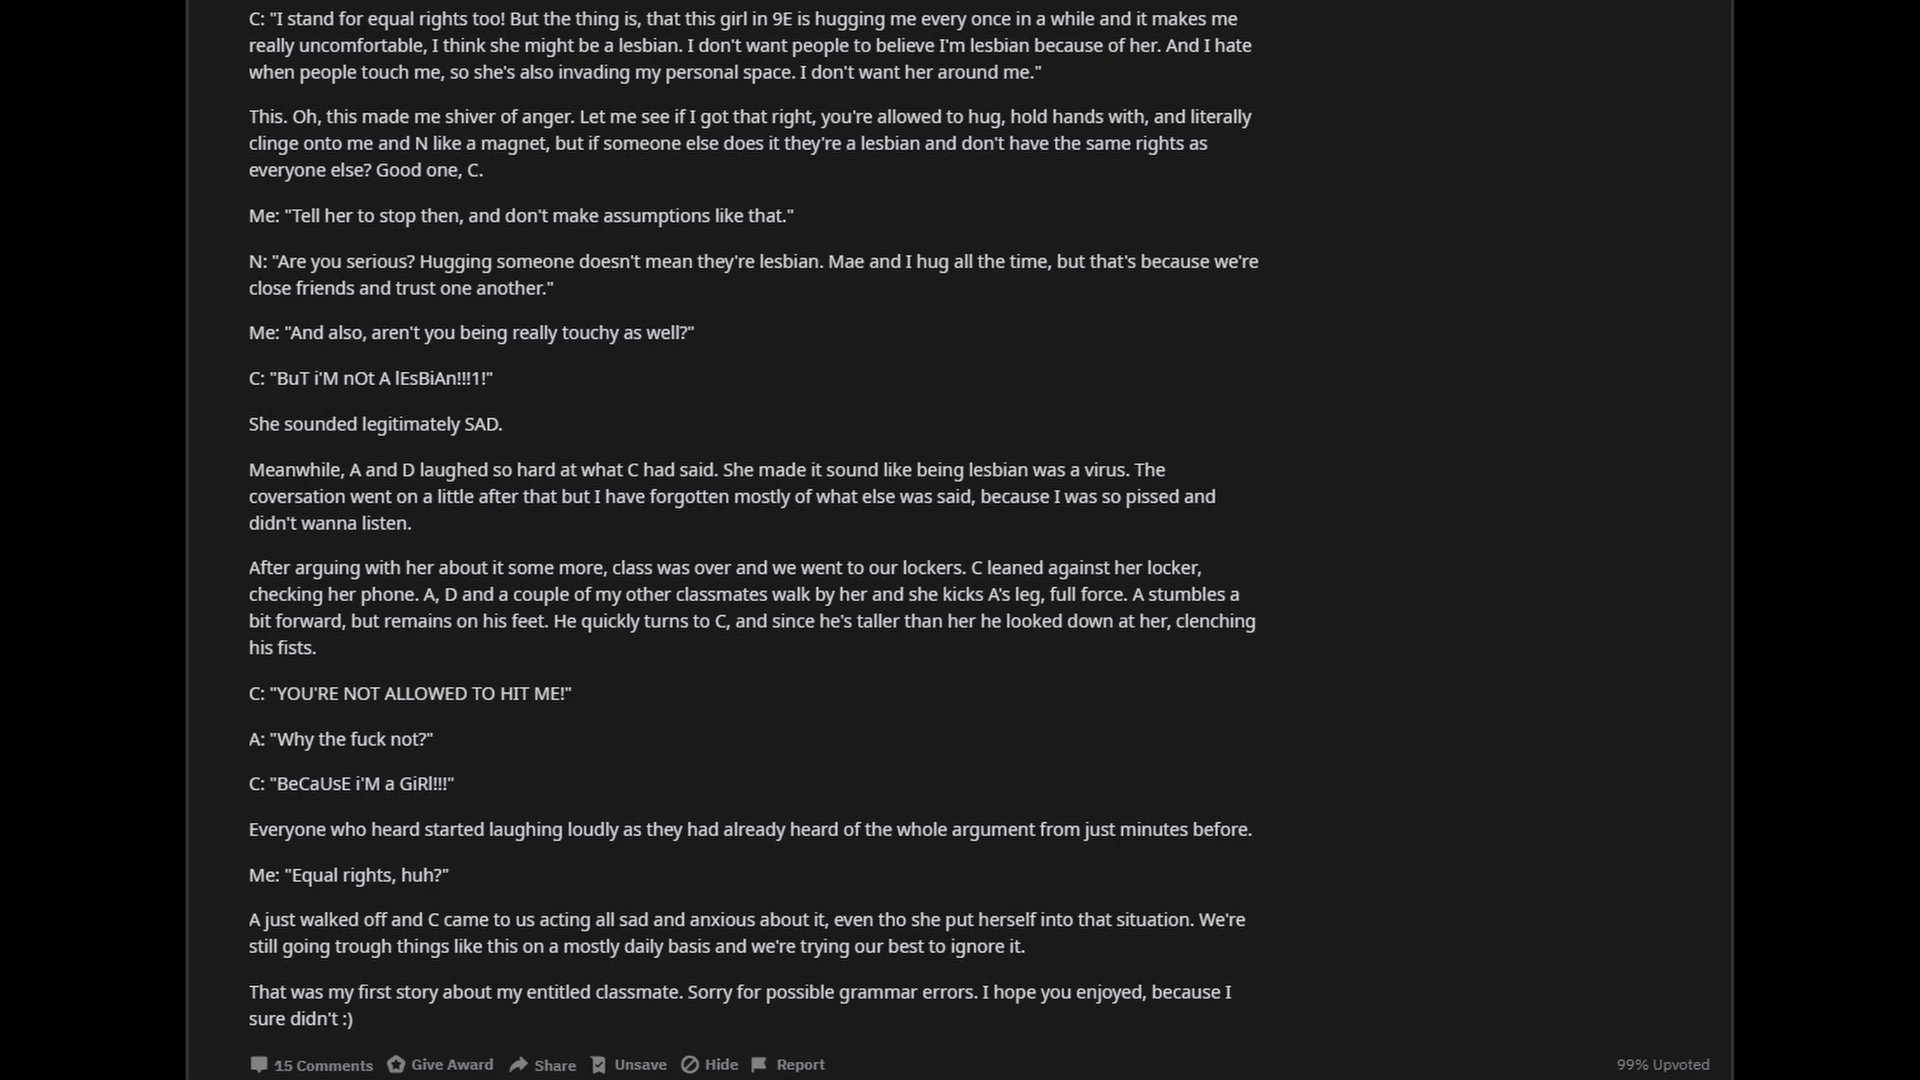 C: "I stand for equal rights too! But the thing is, that this girl in 9E is hugging me every once in a while and it makes me
really uncomfortable, I think she might be a lesbian. I don't want people to believe I'm lesbian because of her. And I hate
when people touch me, so she's also invading my personal space. I don't want her around me."
This. Oh, this made me shiver of anger. Let me see if I got that right, you're allowed to hug, hold hands with, and literally
clinge onto me and N like a magnet, but if someone else does it they're a lesbian and don't have the same rights as
everyone else? Good one, C.
Me: "Tell her to stop then, and don't make assumptions like that."
N: "Are you serious? Hugging someone doesn't mean they're lesbian. Mae and I hug all the time, but that's because we're
close friends and trust one another."
Me: "And also, aren't you being really touchy as well?"
C: "BuT i'M nOt A lEsBiAn!!!1!"
She sounded legitimately SAD.
Meanwhile, A and D laughed so hard at what C had said. She made it sound like being lesbian was a virus. The
coversation went on a little after that but I have forgotten mostly of what else was said, because I was so pissed and
didn't wanna listen.
After arguing with her about it some more, class was over and we went to our lockers. C leaned against her locker,
checking her phone. A, D and a couple of my other classmates walk by her and she kicks A's leg, full force. A stumbles a
bit forward, but remains on his feet. He quickly turns to C, and since he's taller than her he looked down at her, clenching
his fists.
C: "YOU'RE NOT ALLOWED TO HIT ME!"
A: "Why the fuck not?"
C: "BeCaUsE i'M a GiRl!!!"
Everyone who heard started laughing loudly as they had already heard of the whole argument from just minutes before.
Me: "Equal rights, huh?"
A just walked off and C came to us acting all sad and anxious about it, even tho she put herself into that situation. We're
still going trough things like this on a mostly daily basis and we're trying our best to ignore it.
That was my first story about my entitled classmate. Sorry for possible grammar errors. I hope you enjoyed, because I
sure didn't :)
15 Comments Give Award Share Unsave Hide Report 99% Upvoted